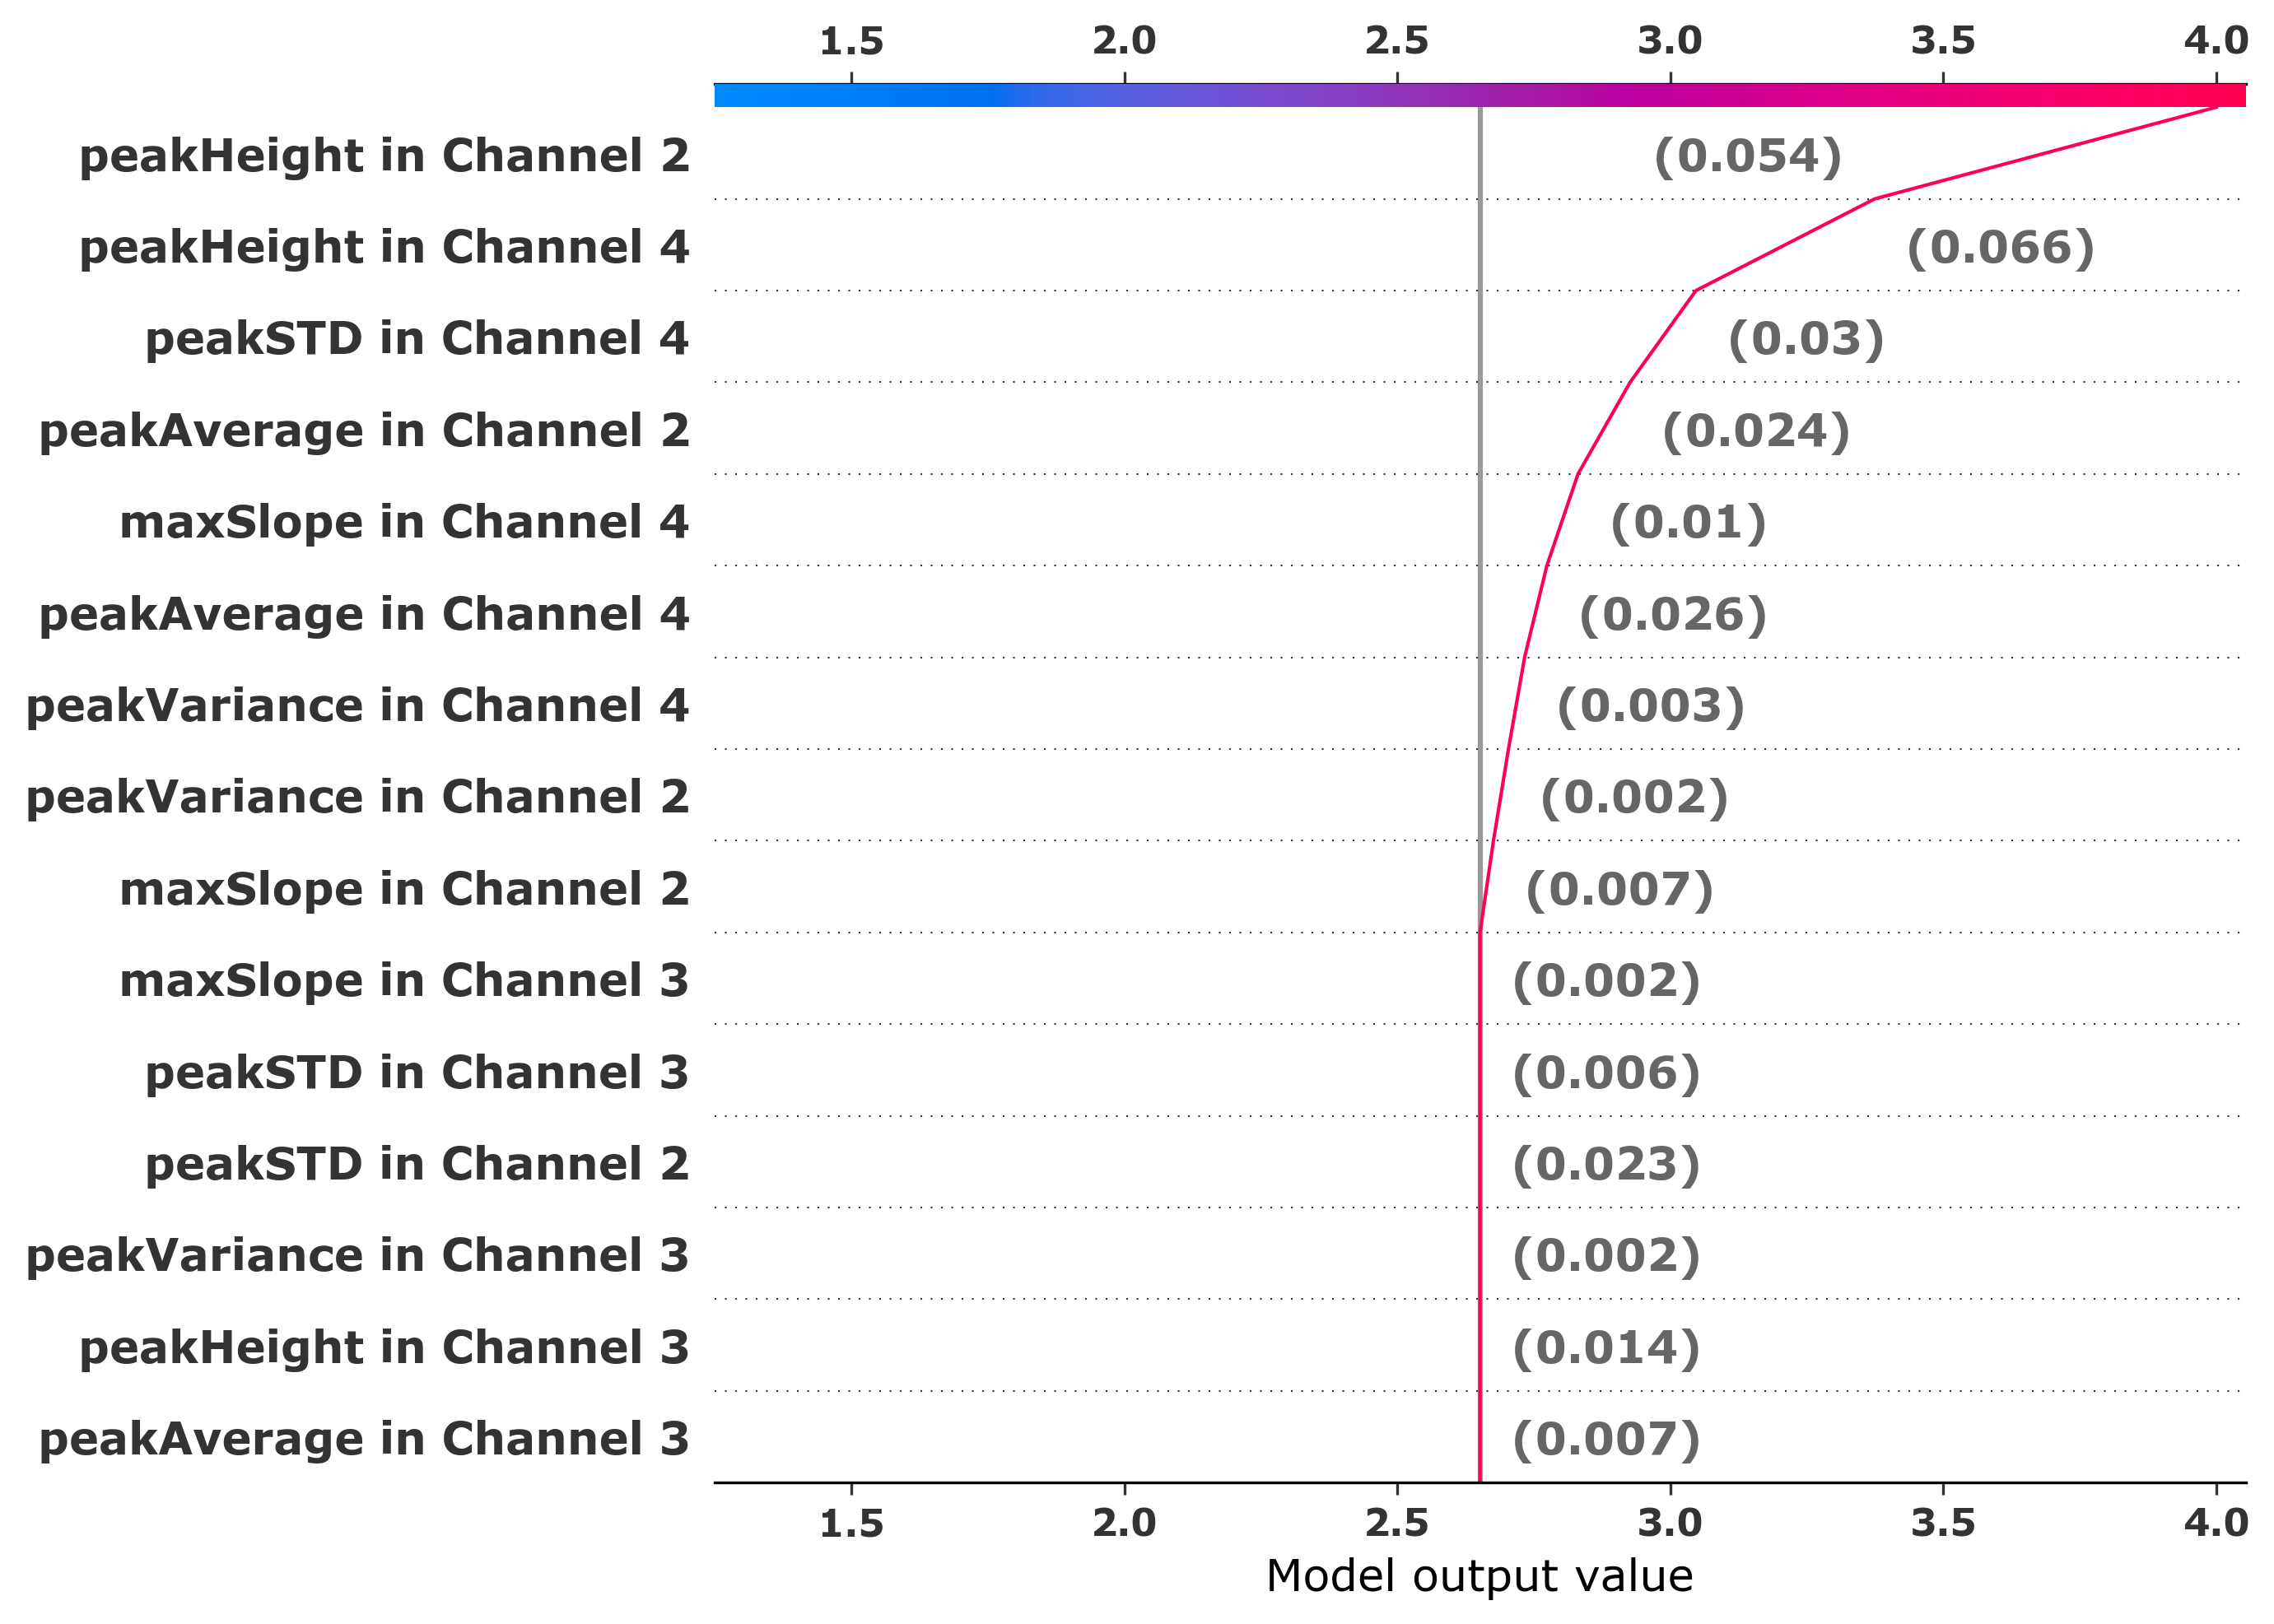 1.5 2.0 2.5 3.0 3.5 4.0
peakHeight in Channel 2 (0.054)
peakHeight in Channel 4 (0.066)
peakSTD in Channel 4 (0.03)
peakAverage in Channel 2 (0.024)
maxSlope in Channel 4 (0.01)
peakAverage in Channel 4 (0.026)
peakVariance in Channel 4 (0.003)
peakVariance in Channel 2 (0.002)
maxSlope in Channel 2 (0.007)
maxSlope in Channel 3 (0.002)
peakSTD in Channel 3 (0.006)
peakSTD in Channel 2 (0.023)
peakVariance in Channel 3 (0.002)
peakHeight in Channel 3 (0.014)
peakAverage in Channel 3 (0.007)
1.5 2.0 2.5 3.0 3.5 4.0
Model output value